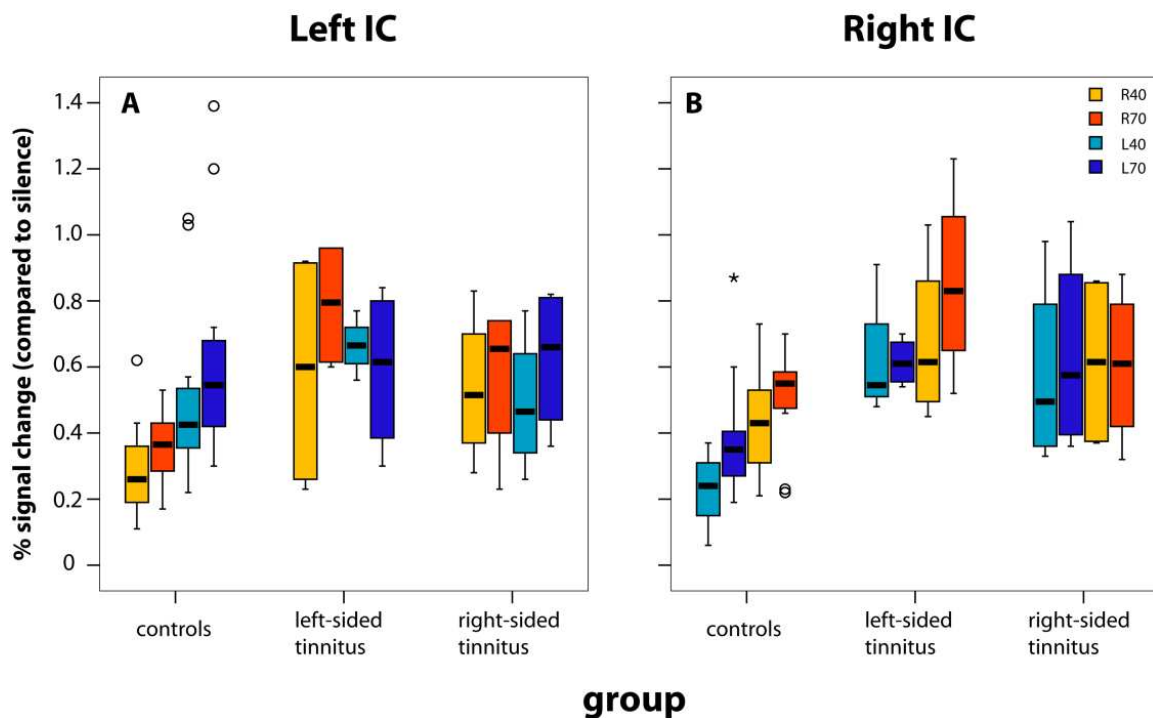 Left IC
Right IC
% signal change (compared to silence)
A
1.4
1.2
1.0
0.8
0.6
0.4
0.2
0
controls
left-sided
tinnitus
right-sided
tinnitus
B
R40
R70
L40
L70
controls
left-sided
tinnitus
right-sided
tinnitus
group